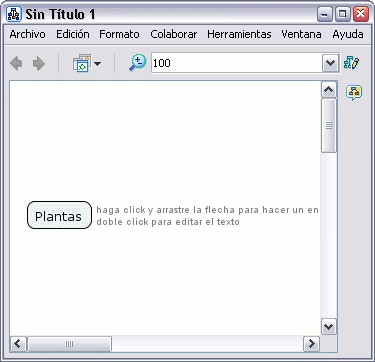 Sin Título 1
Archivo Edición Formato Colaborar Herramientas Ventana Ayuda
100
haga click y arrastre la flecha para hacer un en
Plantas
doble click para editar el texto